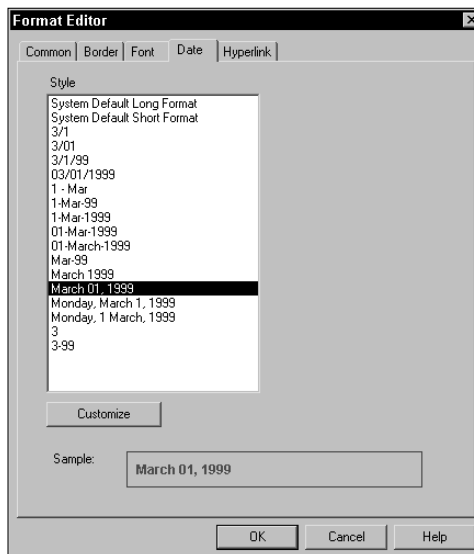 Format Editor
Common Border Font Date Hyperlink
Style
System Default Long Format
System Default Short Format
3/1
3/01
3/1/99
03/01/1999
1 - Mar
1-Mar-99
1-Mar-1999
01-Mar-1999
01-March-1999
Mar-99
March 1999
March 01, 1999
Monday, March 1, 1999
Monday, 1 March, 1999
3
3-99
Customize
Sample: March 01, 1999
OK Cancel Help